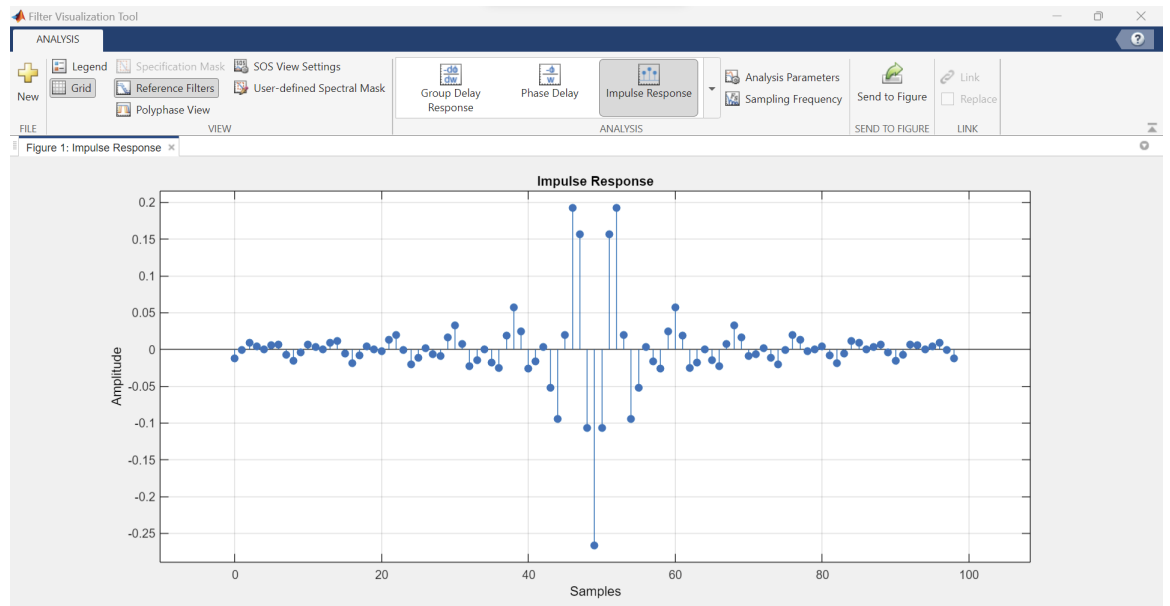 Filter Visualization Tool
ANALYSIS
?
New
Legend
Grid
Specification Mask
Reference Filters
Polyphase View
SOS
SOS View Settings
User-defined Spectral Mask
Group Delay
Response
Phase Delay
Impulse Response
Analysis Parameters
Sampling Frequency
Send to Figure
Link
Replace
FILE
VIEW
ANALYSIS
SEND TO FIGURE
LINK
Figure 1: Impulse Response ×
Impulse Response
0.2
0.15
0.1
0.05
0
-0.05
-0.1
-0.15
-0.2
-0.25
Amplitude
0 20 40 60 80 100
Samples